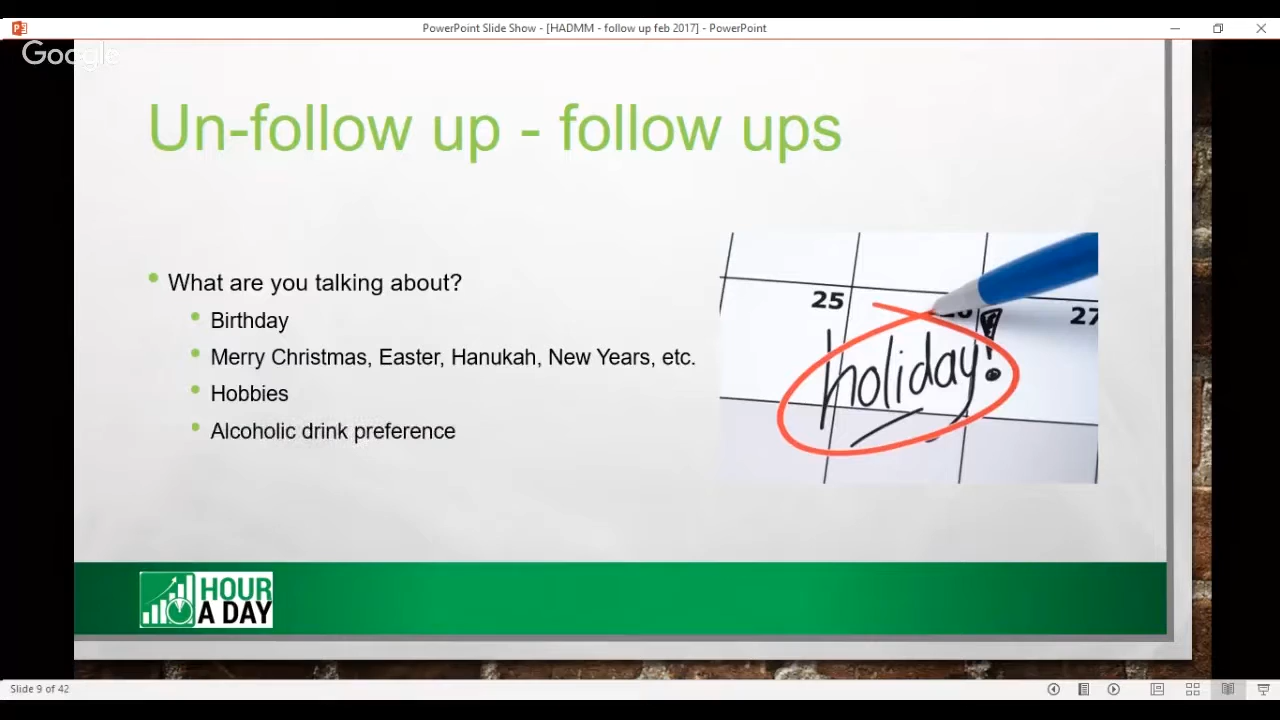 PowerPoint Slide Show - [HADMM - follow up feb 2017] - PowerPoint
Google
Un-follow up - follow ups
What are you talking about?
Birthday
Merry Christmas, Easter, Hanukah, New Years, etc.
Hobbies
Alcoholic drink preference
25
27
holiday!
HOUR
A DAY
Slide 9 of 42